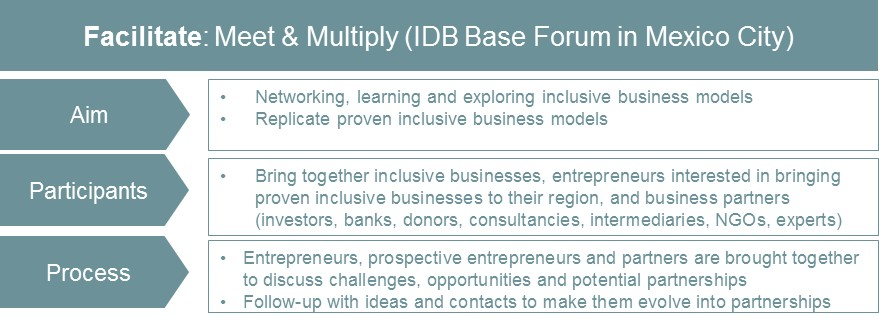 Facilitate: Meet & Multiply (IDB Base Forum in Mexico City)
Aim
• Networking, learning and exploring inclusive business models
• Replicate proven inclusive business models
Participants
• Bring together inclusive businesses, entrepreneurs interested in bringing
proven inclusive businesses to their region, and business partners
(investors, banks, donors, consultancies, intermediaries, NGOs, experts)
Process
• Entrepreneurs, prospective entrepreneurs and partners are brought together
to discuss challenges, opportunities and potential partnerships
• Follow-up with ideas and contacts to make them evolve into partnerships